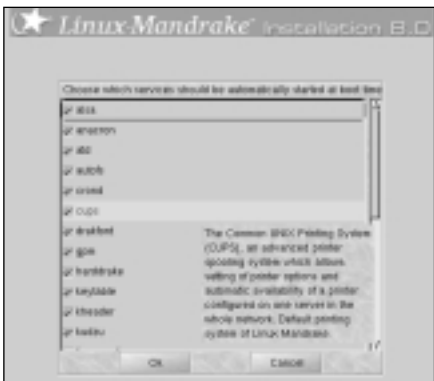 Linux-Mandrake Installation 8.0
Choose which services should be automatically started at boot time
alsa
anacron
atd
autofs
crond
cups
drakfont
gpm
harddrake
keytable
kheader
kudzu
The Common UNIX Printing System
(CUPS), an advanced printer
spooling system which allows
setting of printer options and
automatic availability of a printer
configured on one server in the
whole network. Default printing
system of Linux Mandrake.
Ok
Cancel